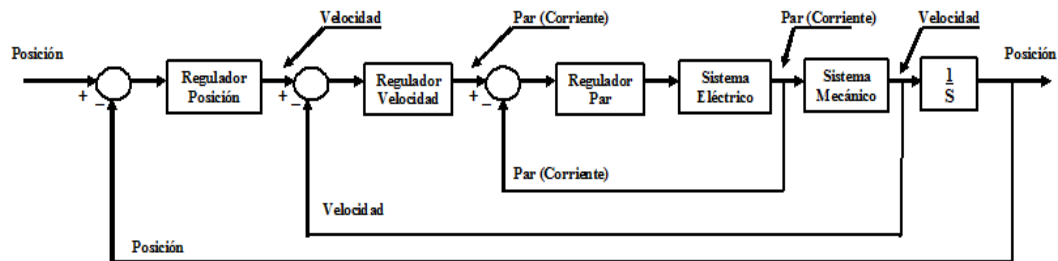 Velocidad
Par (Corriente)
Par (Corriente)
Velocidad
Posición
Posición
+
−
Regulador
Posición
+
−
Regulador
Velocidad
+
−
Regulador
Par
Sistema
Eléctrico
Sistema
Mecánico
1
S
Par (Corriente)
Velocidad
Posición